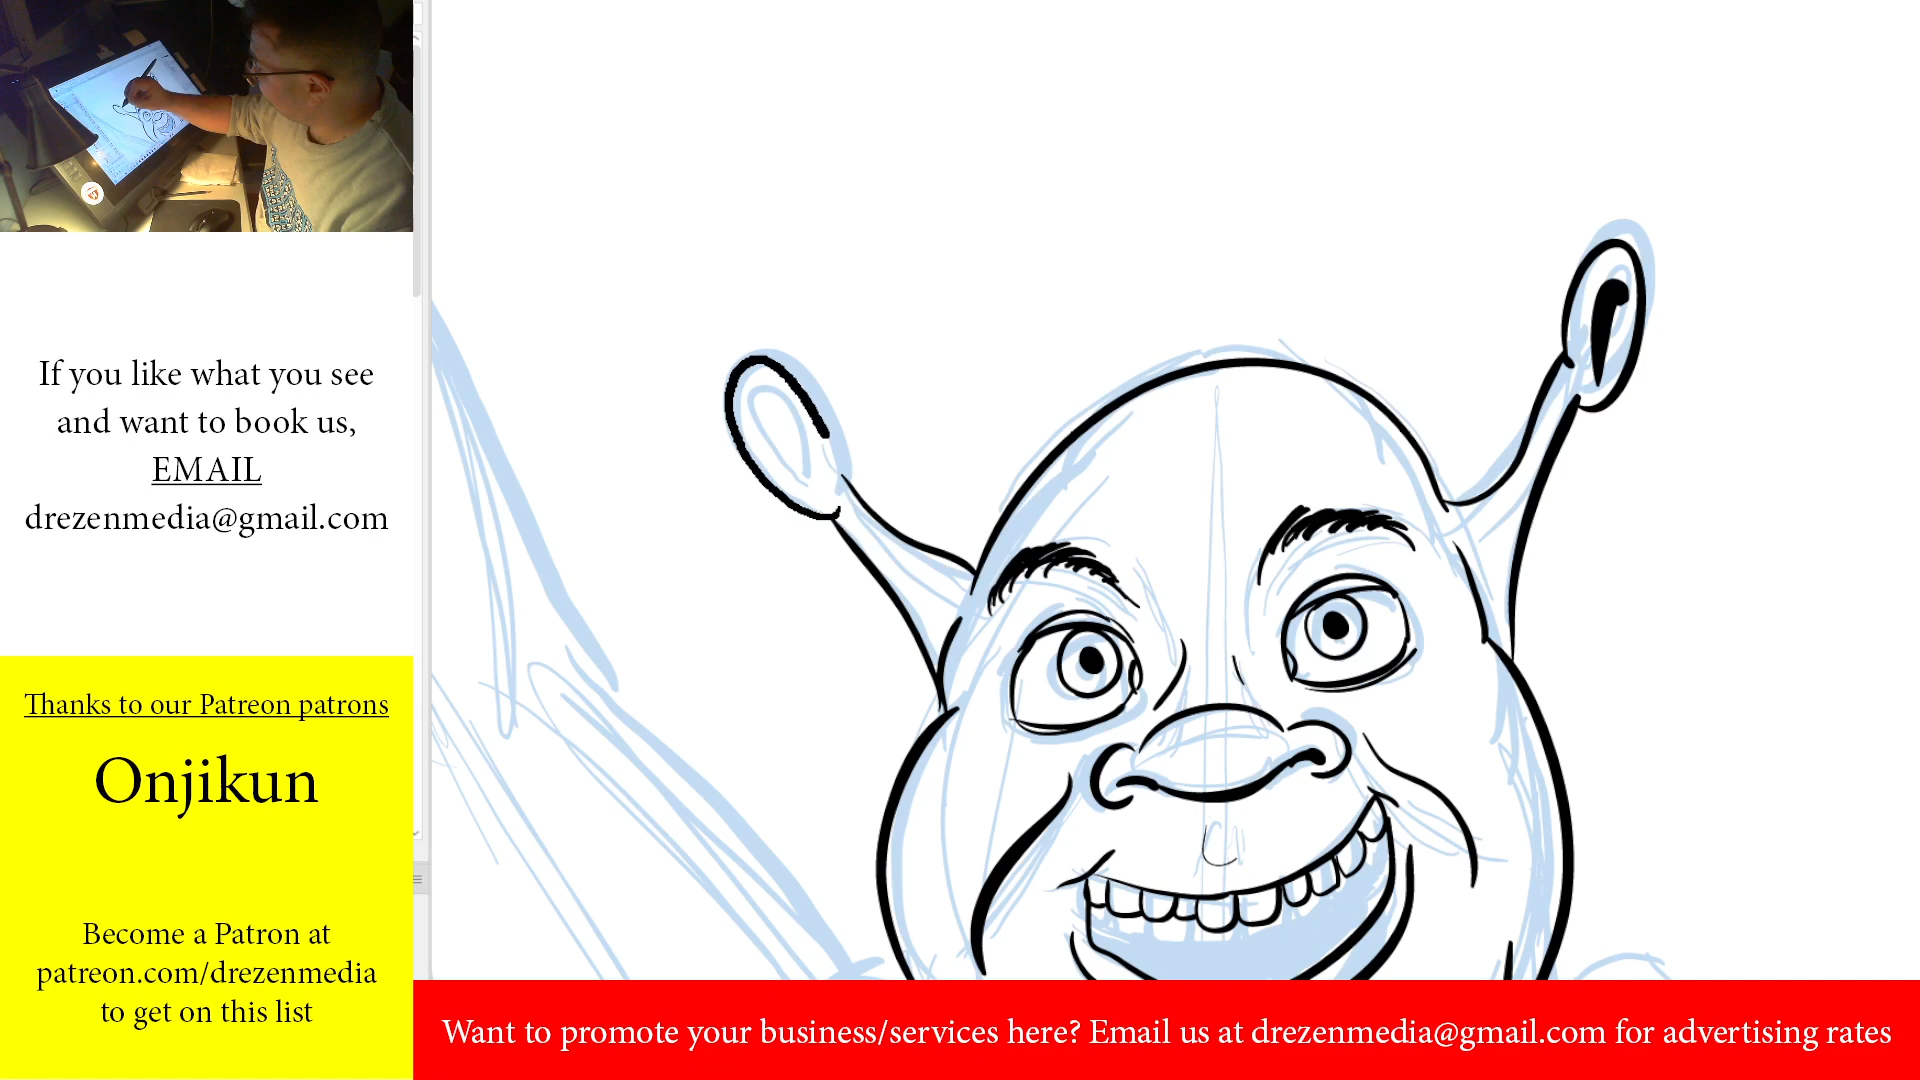 If you like what you see
and want to book us,
EMAIL
drezenmedia@gmail.com
Thanks to our Patreon patrons
Onjikun
Become a Patron at
patreon.com/drezenmedia
to get on this list
Want to promote your business/services here? Email us at drezenmedia@gmail.com for advertising rates